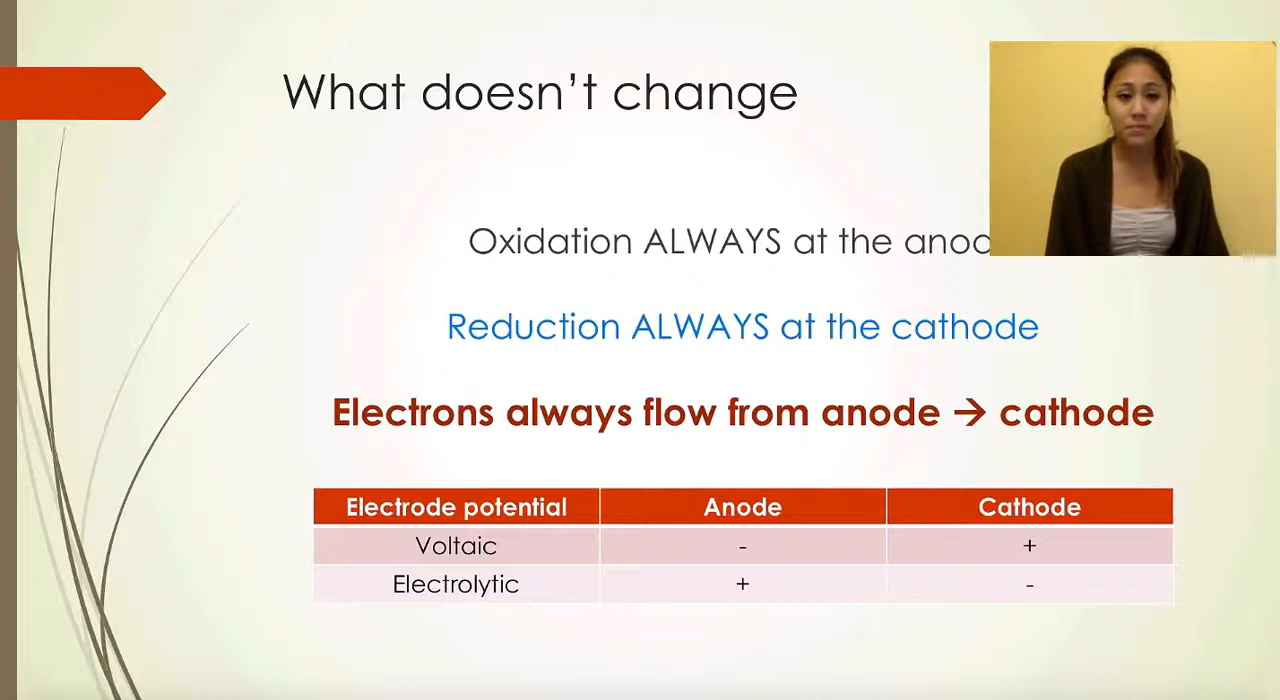 What doesn't change
Oxidation ALWAYS at the
Reduction ALWAYS at the cathode
Electrons always flow from anode → cathode
Electrode potential Anode Cathode
Voltaic - +
Electrolytic + -